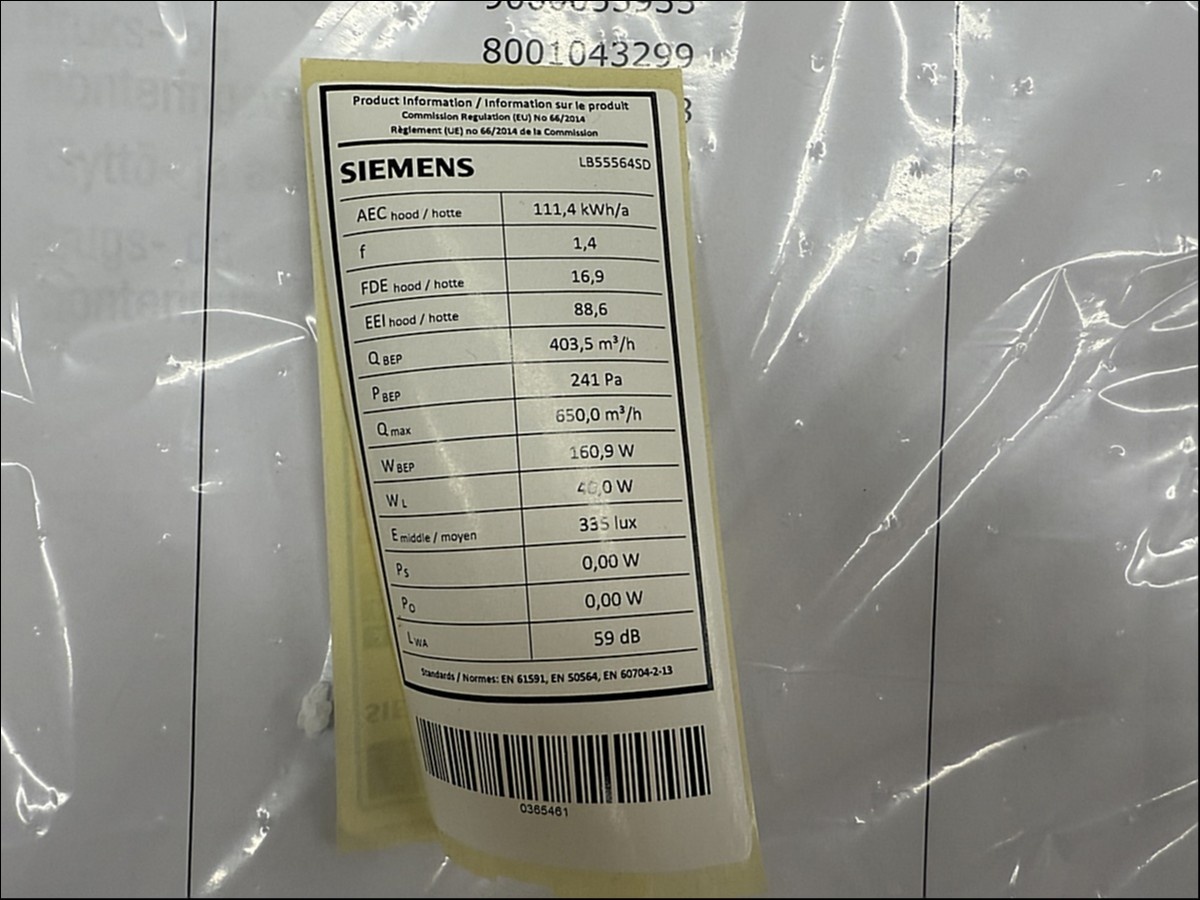 8001043299
Product Information / Information sur le produit
Commission Regulation (EU) No 66/2014
Règlement (UE) no 66/2014 de la Commission
SIEMENS LB55564SD
AEC hood / hotte 111,4 kWh/a
f 1,4
FDE hood / hotte 16,9
EEI hood / hotte 88,6
Q BEP 403,5 m³/h
P BEP 241 Pa
Q max 650,0 m³/h
W BEP 160,9 W
W L W
E middle / moyen 335 lux
P S 0,00 W
P O 0,00 W
L WA 59 dB
Standards / Normes: EN 61591, EN 50564, EN 60704-2-13
0365461